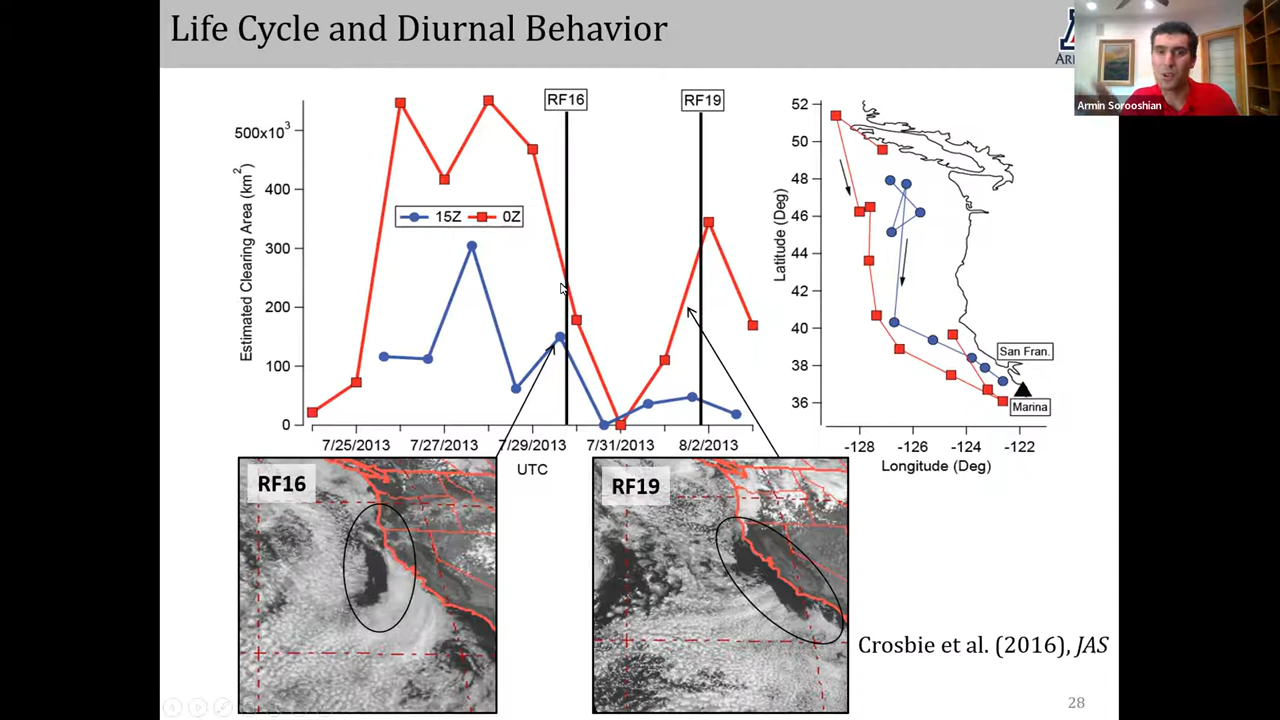 Life Cycle and Diurnal Behavior
Armin Sorooshian
RF16
RF19
Estimated Clearing Area (km²)
500x10³
400
300
200
100
0
15Z
0Z
7/25/2013
7/27/2013
7/29/2013
7/31/2013
8/2/2013
UTC
Latitude (Deg)
52
50
48
46
44
42
40
38
36
San Fran.
Marina
-128
-126
-124
-122
Longitude (Deg)
RF16
RF19
Crosbie et al. (2016), JAS
28